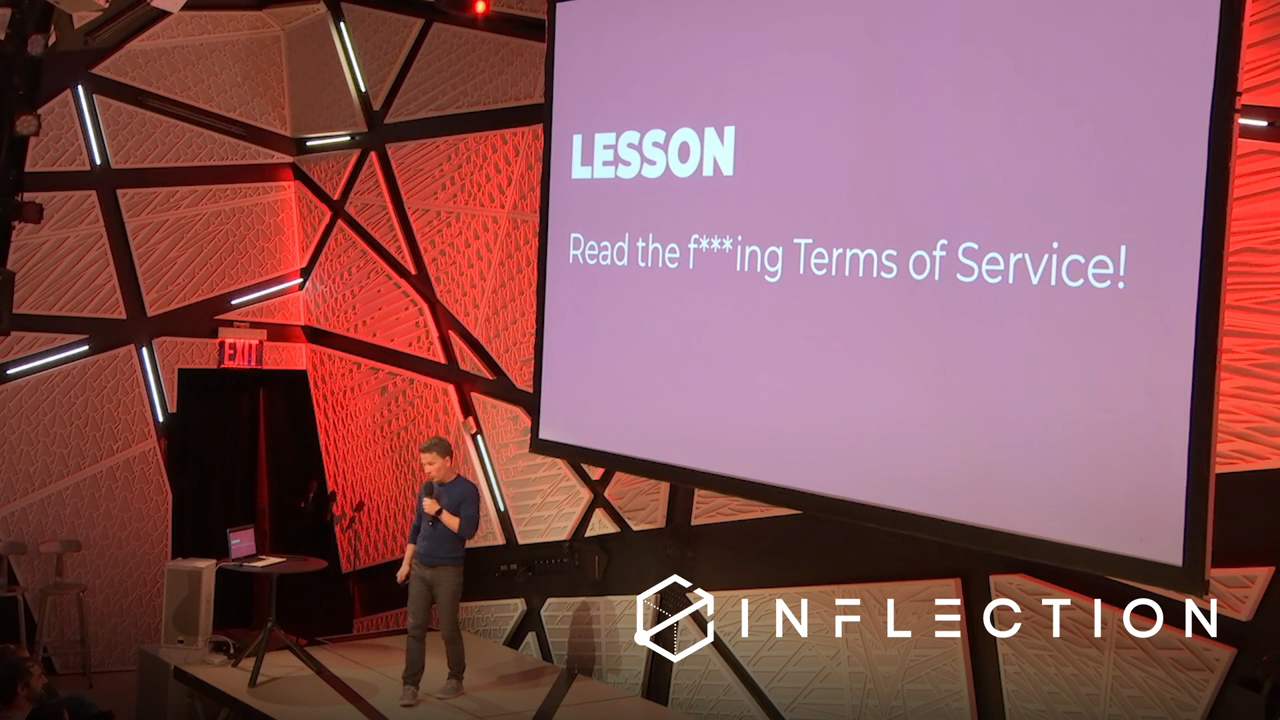 LESSON
Read the f***ing Terms of Service!
EXIT
INFLECTION